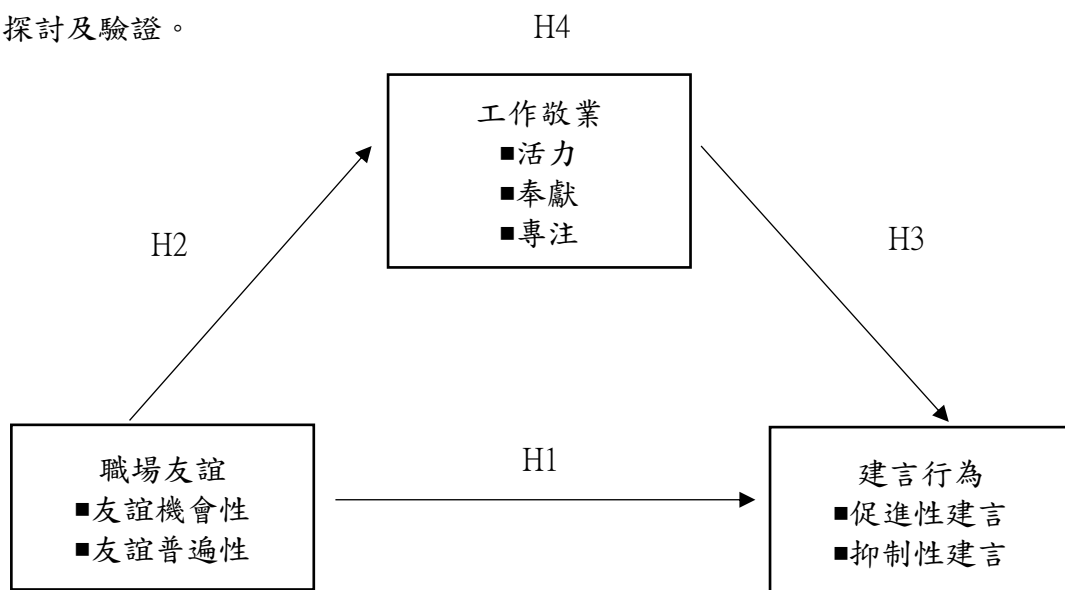 探討及驗證。
H4
工作敬業
■活力
■奉獻
■專注
H2
H3
職場友誼
■友誼機會性
■友誼普遍性
H1
建言行為
■促進性建言
■抑制性建言